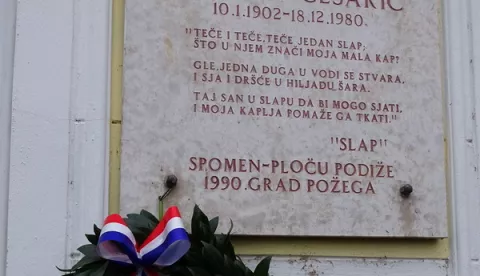 CESARIĆ
10.1.1902-18.12.1980.
"TEČE I TEČE, TEČE JEDAN SLAP;
ŠTO U NJEM ZNAČI MOJA MALA KAP?
GLE, JEDNA DUGA U VODI SE STVARA,
I SJA I DRŠĆE U HILJADU ŠARA.
TAJ SAN U SLAPU DA BI MOGO SJATI,
I MOJA KAPLJA POMAŽE GA TKATI."
"SLAP"
SPOMEN-PLOČU PODIŽE
1990. GRAD POŽEGA